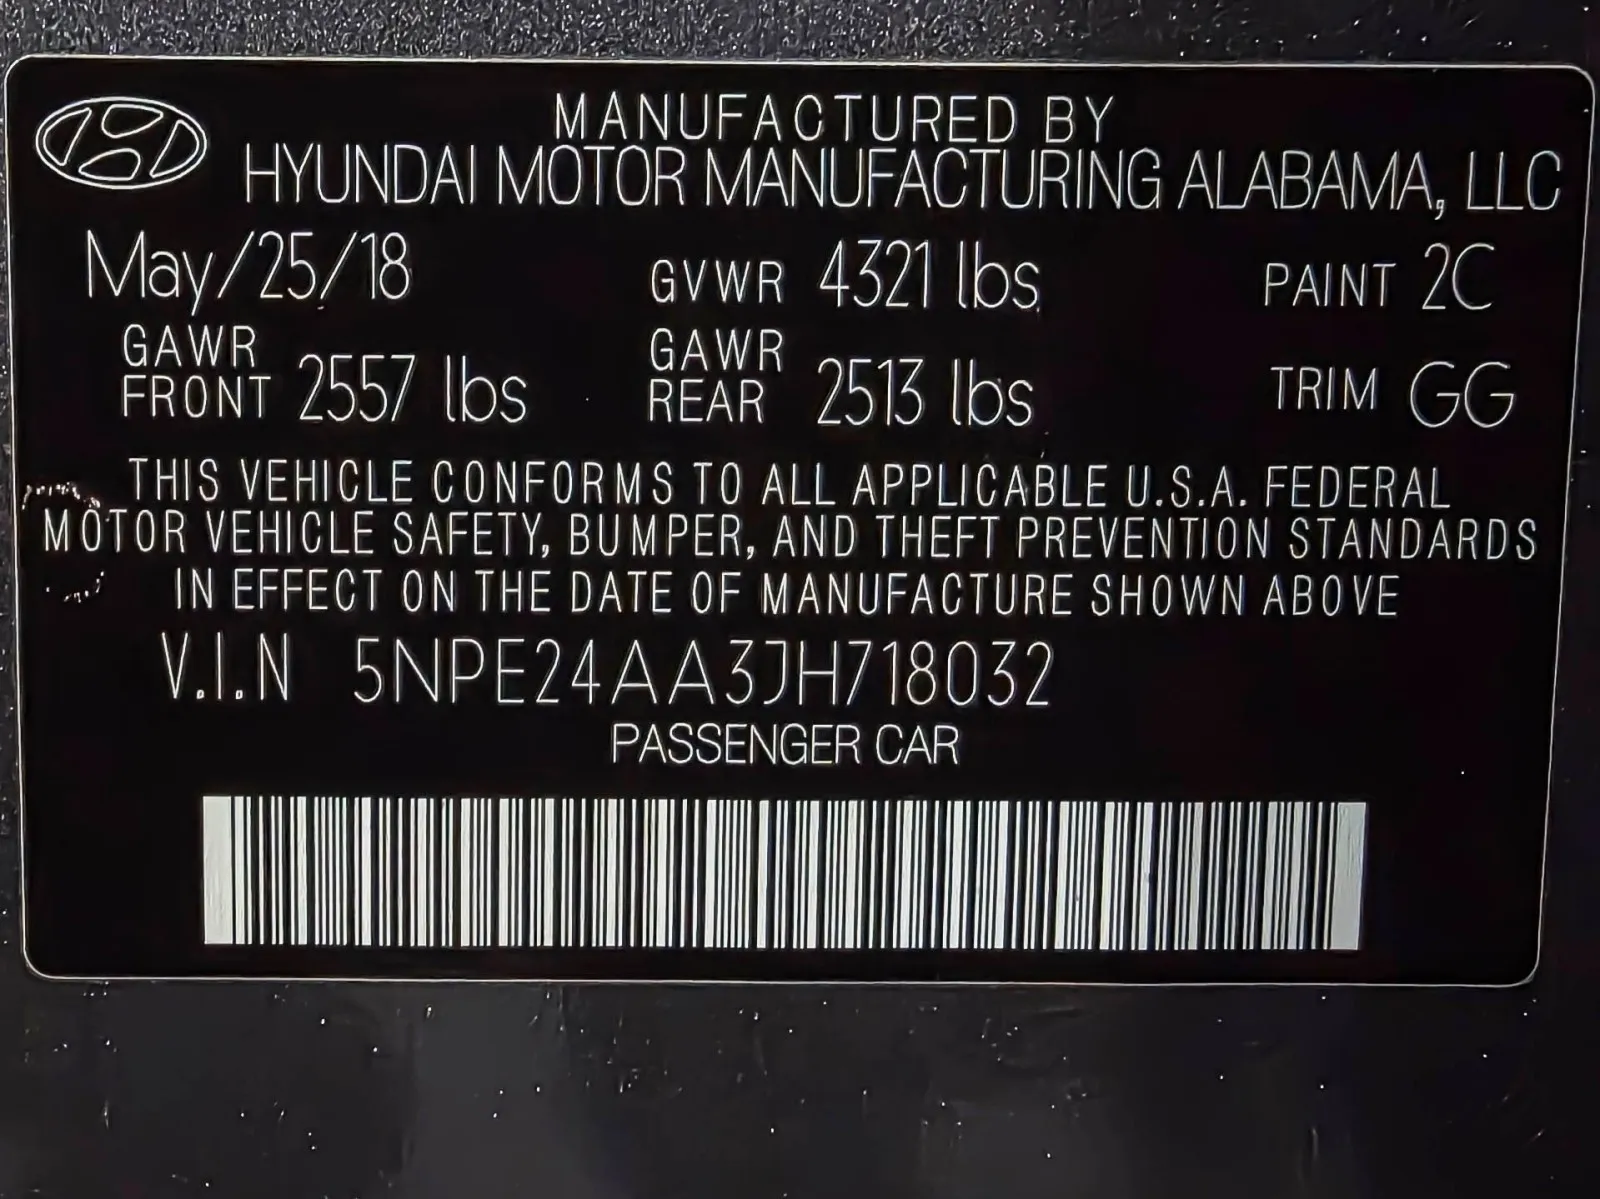 MANUFACTURED BY
HYUNDAI MOTOR MANUFACTURING ALABAMA, LLC
May/25/18 GVWR 4321 lbs PAINT 2C
GAWR FRONT 2557 lbs GAWR REAR 2513 lbs TRIM GG
THIS VEHICLE CONFORMS TO ALL APPLICABLE U.S.A. FEDERAL
MOTOR VEHICLE SAFETY, BUMPER, AND THEFT PREVENTION STANDARDS
IN EFFECT ON THE DATE OF MANUFACTURE SHOWN ABOVE
V.I.N 5NPE24AA3JH718032
PASSENGER CAR